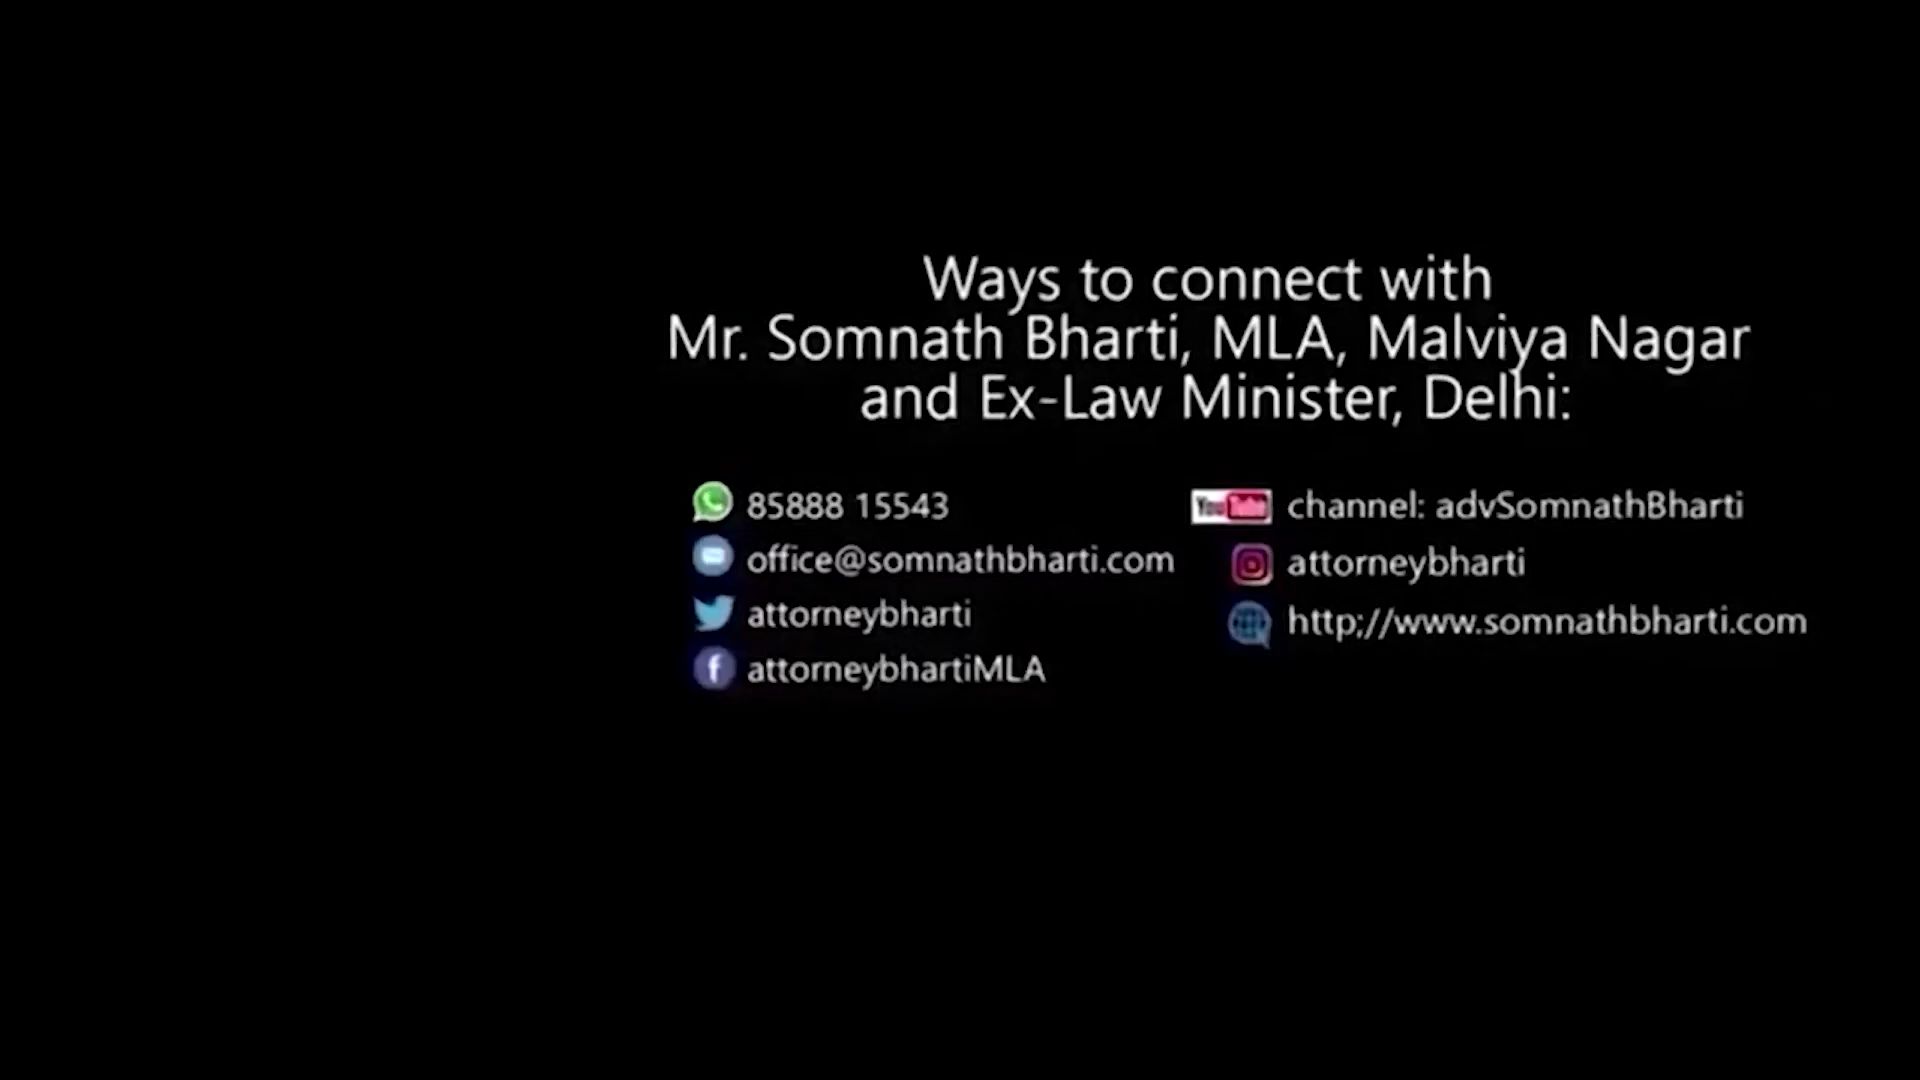 Ways to connect with
Mr. Somnath Bharti, MLA, Malviya Nagar
and Ex-Law Minister, Delhi:
85888 15543
office@somnathbharti.com
attorneybharti
f attorneybhartiMLA
YouTube channel: advSomnathBharti
attorneybharti
http;//www.somnathbharti.com